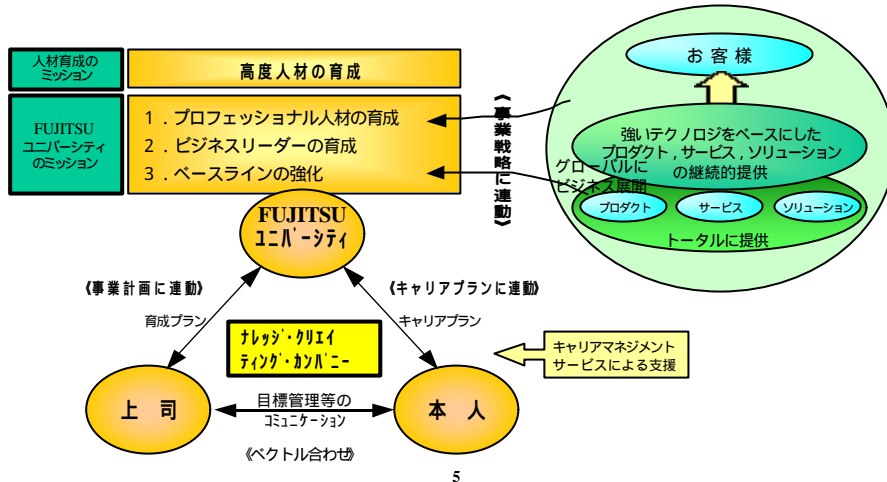 人材育成の
ミッション
高度人材の育成
FUJITSU
ユニバーシティ
のミッション
1．プロフェッショナル人材の育成
2．ビジネスリーダーの育成
3．ベースラインの強化
《事業戦略に連動》
お客様
強いテクノロジをベースにした
プロダクト，サービス，ソリューション
の継続的提供
グローバルに
ビジネス展開
プロダクト
サービス
ソリューション
トータルに提供
FUJITSU
ユニバーシティ
《事業計画に連動》
育成プラン
《キャリアプランに連動》
キャリアプラン
ナレッジ・クリエイ
ティング・カンパニー
キャリアマネジメント
サービスによる支援
上司
目標管理等の
コミュニケーション
本人
《ベクトル合わせ》
5